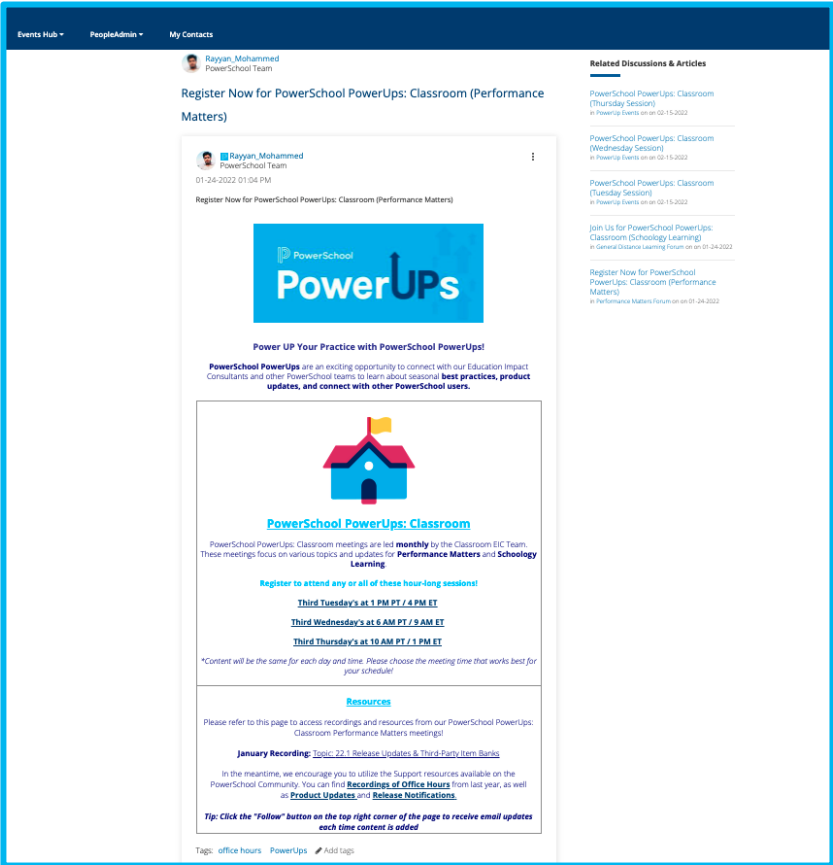 Events Hub PeopleAdmin My Contacts
Rayyan_Mohammed
PowerSchool Team
Register Now for PowerSchool PowerUps: Classroom (Performance
Matters)
Rayyan_Mohammed
PowerSchool Team
01-24-2022 01:04 PM
Register Now for PowerSchool PowerUps: Classroom (Performance Matters)
PowerSchool
PowerUPs
Power UP Your Practice with PowerSchool PowerUps!
PowerSchool PowerUps are an exciting opportunity to connect with our Education Impact
Consultants and other PowerSchool teams to learn about seasonal best practices, product
updates, and connect with other PowerSchool users.
PowerSchool PowerUps: Classroom
PowerSchool PowerUps: Classroom meetings are led monthly by the Classroom EIC Team.
These meetings focus on various topics and updates for Performance Matters and Schoology
Learning.
Register to attend any or all of these hour-long sessions!
Third Tuesday's at 1 PM PT / 4 PM ET
Third Wednesday's at 6 AM PT / 9 AM ET
Third Thursday's at 10 AM PT / 1 PM ET
*Content will be the same for each day and time. Please choose the meeting time that works best for
your schedule!
Resources
Please refer to this page to access recordings and resources from our PowerSchool PowerUps:
Classroom Performance Matters meetings!
January Recording: Topic: 22.1 Release Updates & Third-Party Item Banks
In the meantime, we encourage you to utilize the Support resources available on the
PowerSchool Community. You can find Recordings of Office Hours from last year, as well
as Product Updates and Release Notifications.
Tip: Click the "Follow" button on the top right corner of the page to receive email updates
each time content is added
Tags: office hours PowerUps Add tags
Related Discussions & Articles
PowerSchool PowerUps: Classroom
(Thursday Session)
in PowerUp Events on on 02-15-2022
PowerSchool PowerUps: Classroom
(Wednesday Session)
in PowerUp Events on on 02-15-2022
PowerSchool PowerUps: Classroom
(Tuesday Session)
in PowerUp Events on on 02-15-2022
Join Us for PowerSchool PowerUps:
Classroom (Schoology Learning)
in General Distance Learning Forum on on 01-24-2022
Register Now for PowerSchool
PowerUps: Classroom (Performance
Matters)
in Performance Matters Forum on on 01-24-2022